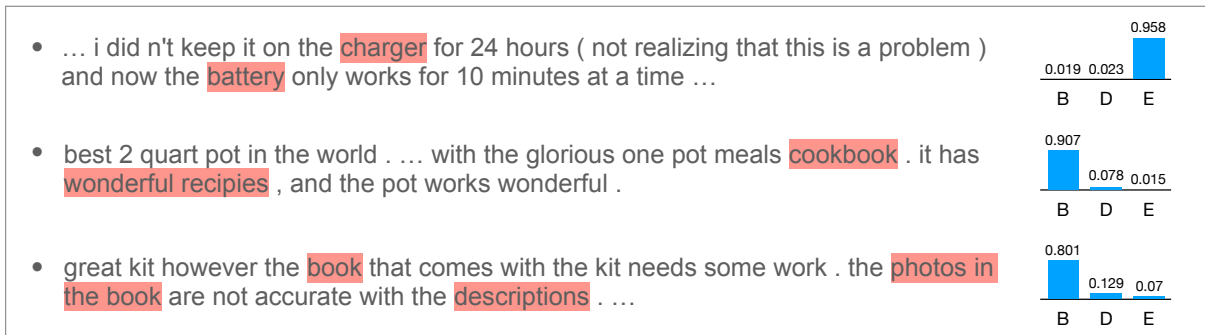 • … i did n't keep it on the charger for 24 hours ( not realizing that this is a problem )
and now the battery only works for 10 minutes at a time …
0.958
0.019 0.023
B D E
• best 2 quart pot in the world . … with the glorious one pot meals cookbook . it has
wonderful recipies , and the pot works wonderful .
0.907
0.078 0.015
B D E
• great kit however the book that comes with the kit needs some work . the photos in
the book are not accurate with the descriptions . …
0.801
0.129 0.07
B D E